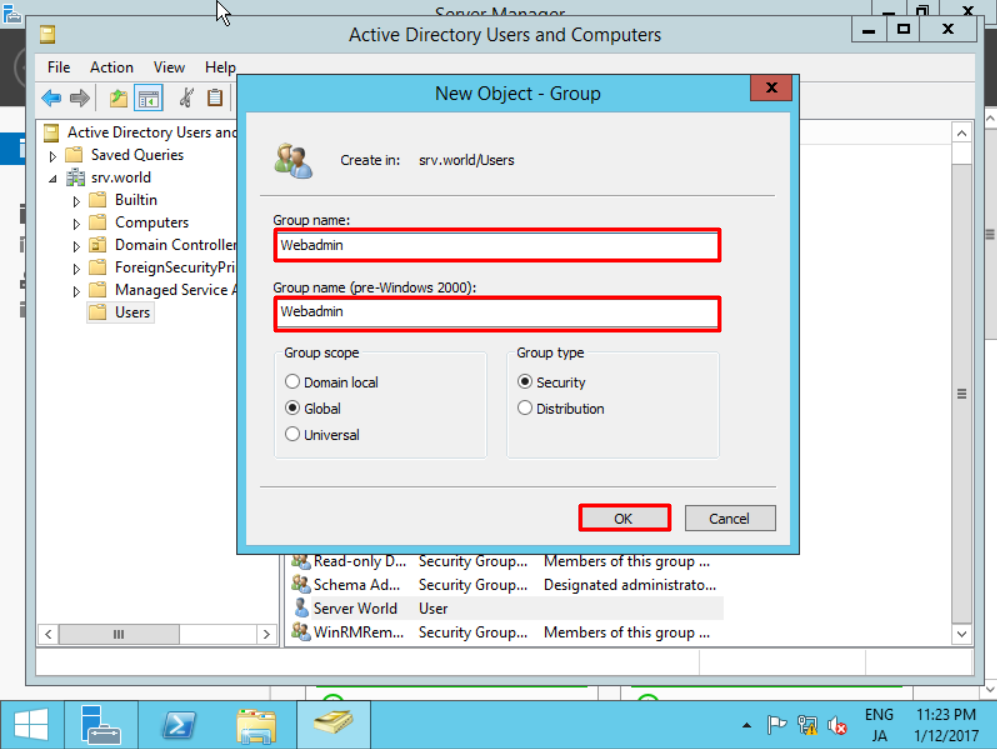 Server Manager
Active Directory Users and Computers
File Action View Help
New Object - Group
Active Directory Users and
Saved Queries
srv.world
Builtin
Computers
Domain Controller
ForeignSecurityPri
Managed Service A
Users
Create in: srv.world/Users
Group name:
Webadmin
Group name (pre-Windows 2000):
Webadmin
Group scope
Domain local
Global
Universal
Group type
Security
Distribution
OK Cancel
Read-only D... Security Group... Members of this group ...
Schema Ad... Security Group... Designated administrato...
Server World User
WinRMRem... Security Group... Members of this group ...
ENG 11:23 PM
JA 1/12/2017